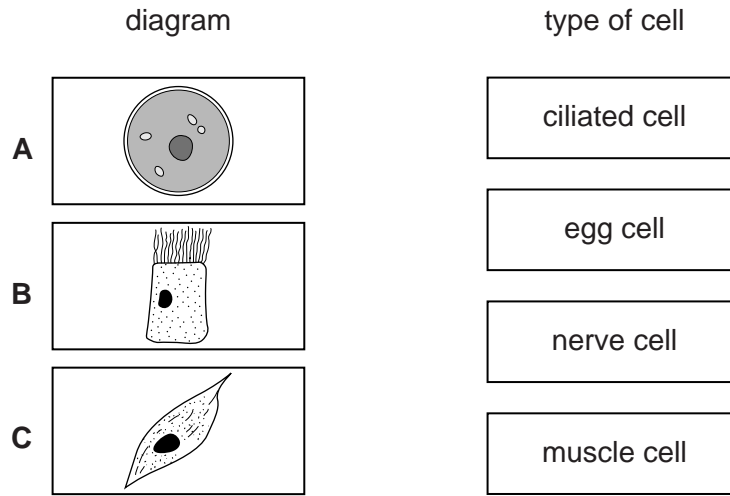 diagram
type of cell
A
ciliated cell
egg cell
B
nerve cell
C
muscle cell